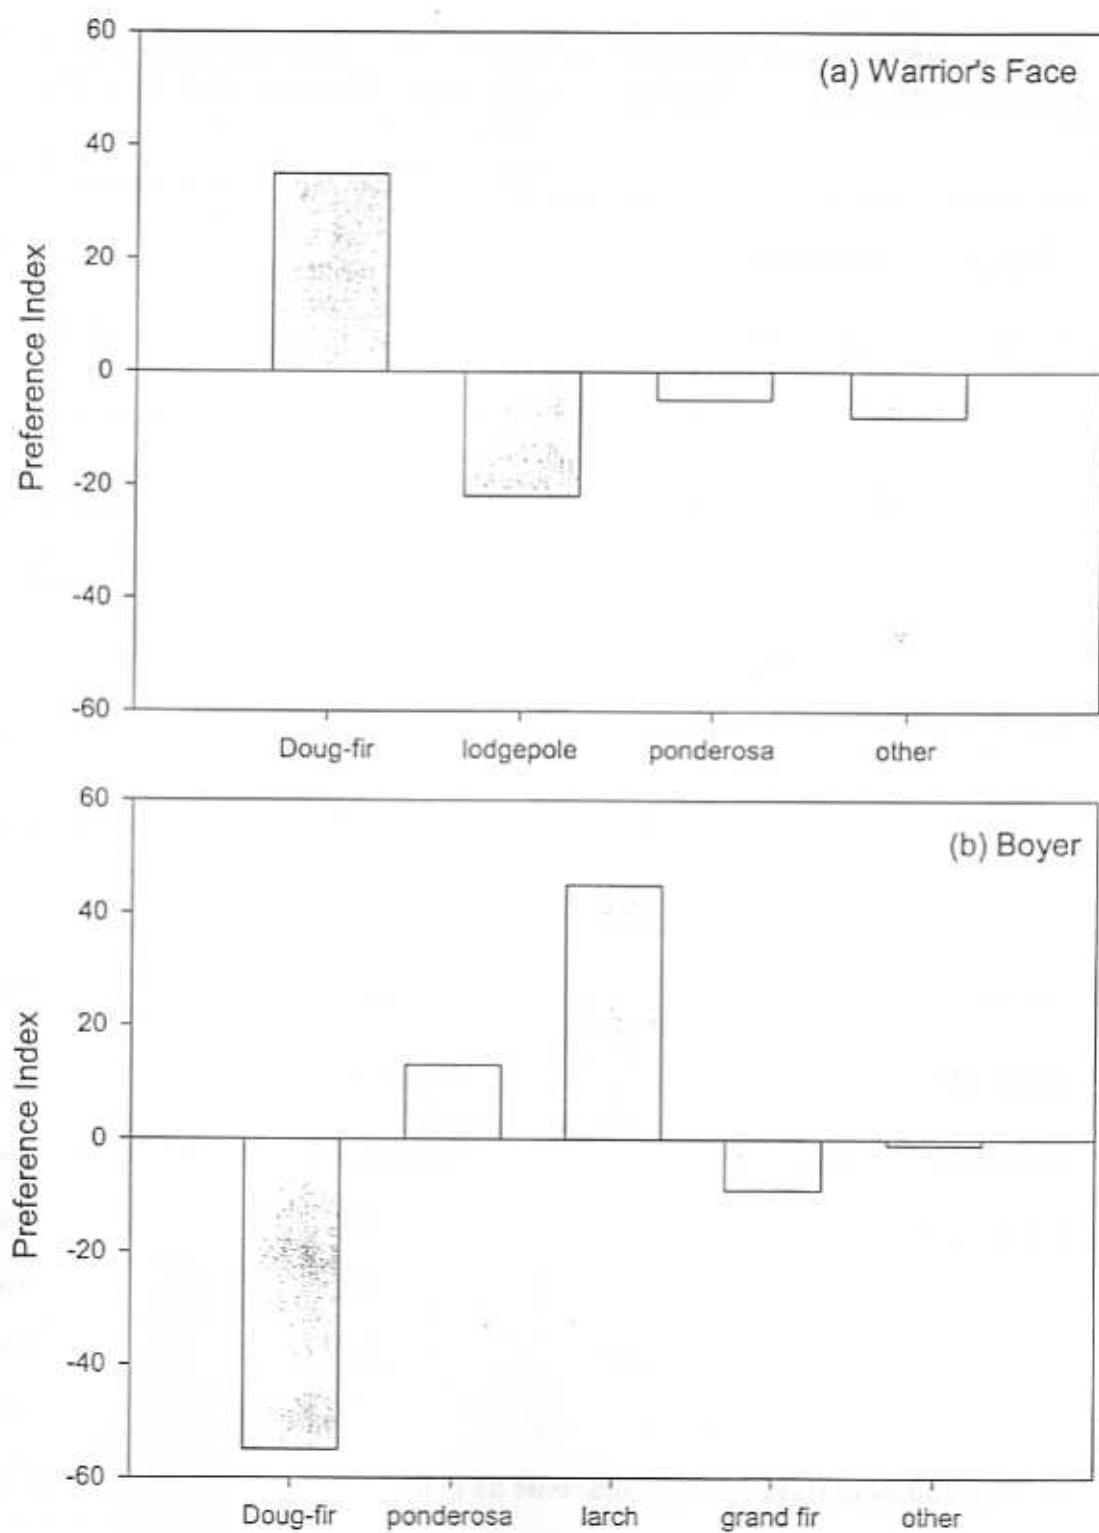 (a) Warrior's Face
Preference Index
60
40
20
0
-20
-40
-60
Doug-fir
lodgepole
ponderosa
other
(b) Boyer
Preference Index
60
40
20
0
-20
-40
-60
Doug-fir
ponderosa
larch
grand fir
other